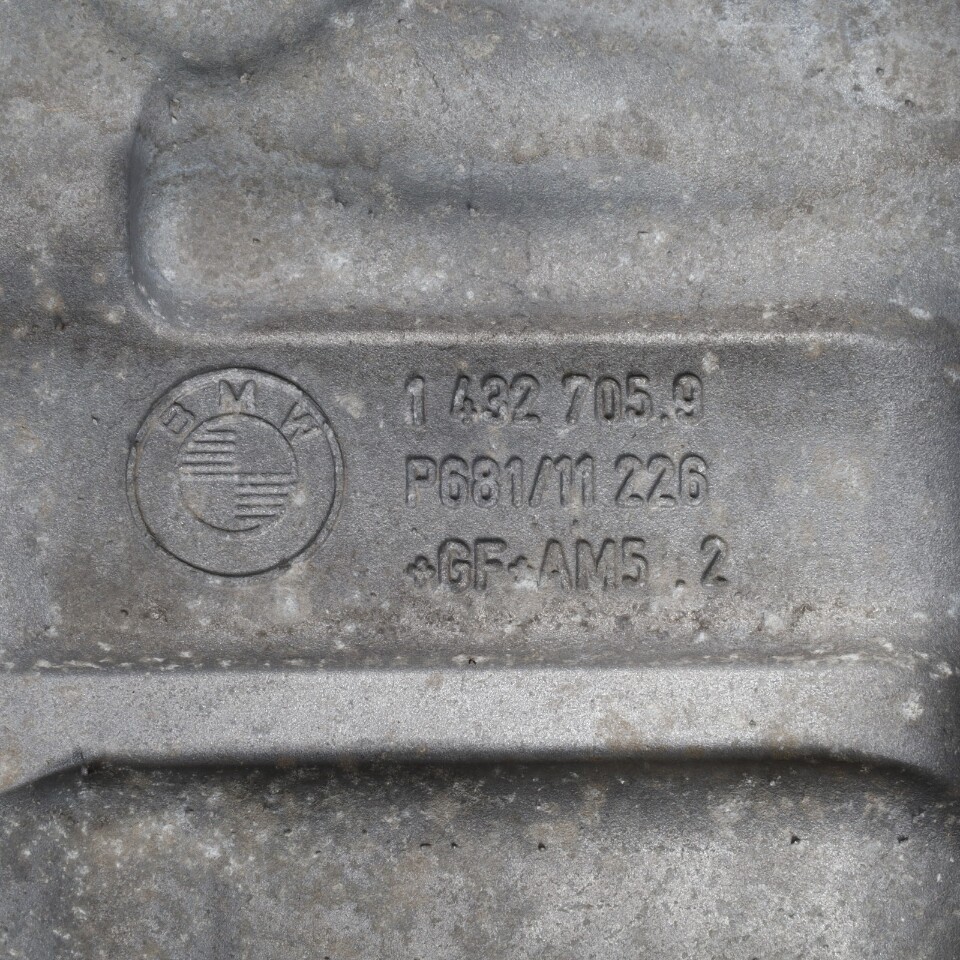 BMW
1 432 705.9
P681/11 226
+GF+AM5 . 2